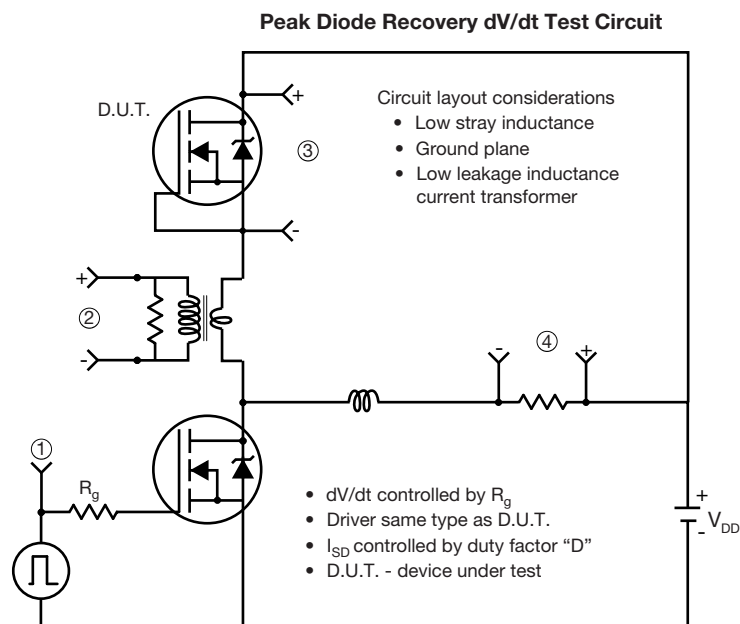 Peak Diode Recovery dV/dt Test Circuit
D.U.T.
+
Circuit layout considerations
• Low stray inductance
• Ground plane
• Low leakage inductance
current transformer
③
-
+
②
-
-
④
+
①
R_g
• dV/dt controlled by R_g
• Driver same type as D.U.T.
• I_SD controlled by duty factor “D”
• D.U.T. - device under test
+
V_DD
-